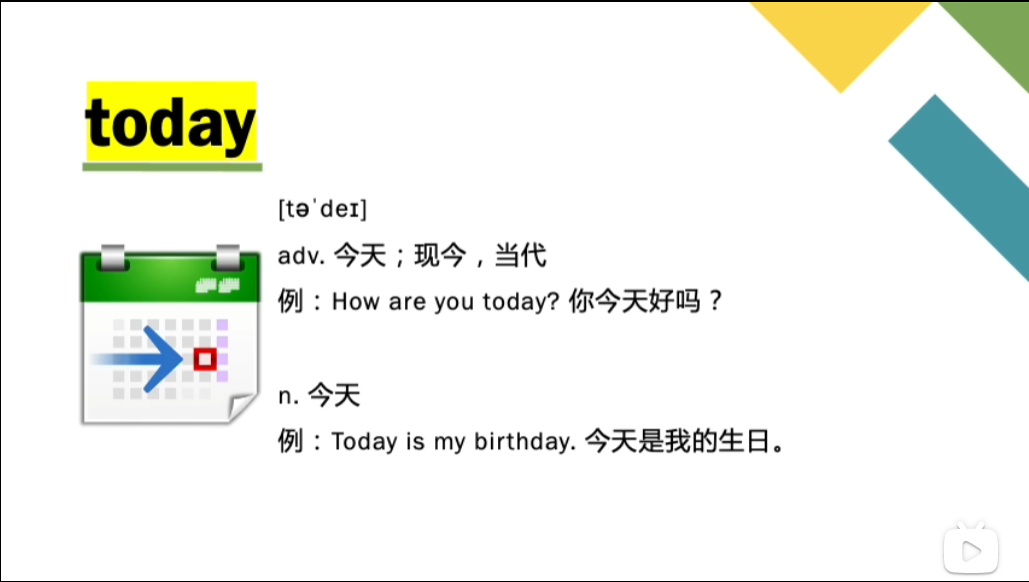 today
[təˈdeɪ]
adv. 今天；现今，当代
例：How are you today? 你今天好吗？
n. 今天
例：Today is my birthday. 今天是我的生日。